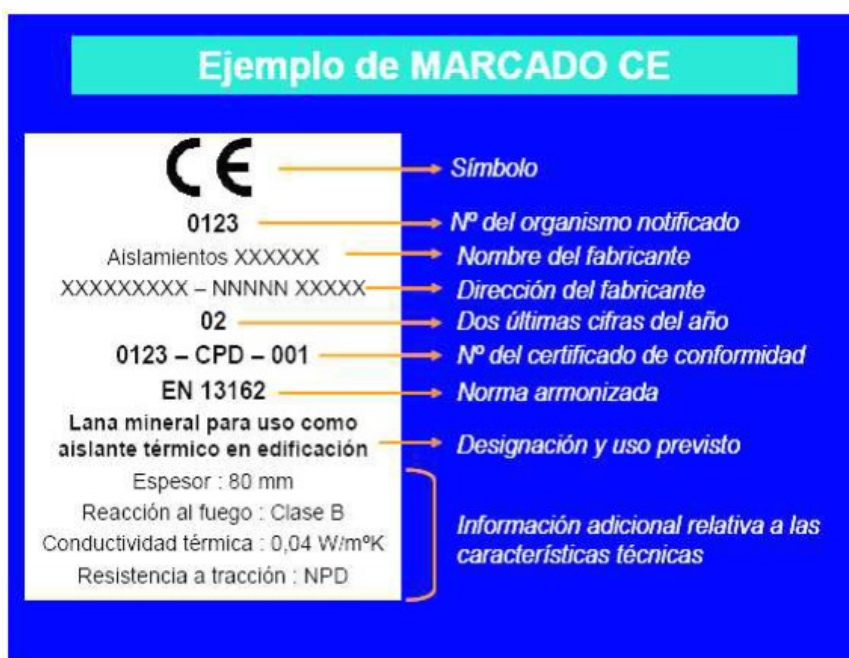 Ejemplo de MARCADO CE
CE
Símbolo
0123
Nº del organismo notificado
Aislamientos XXXXXX
Nombre del fabricante
XXXXXXXXX – NNNNN XXXXX
Dirección del fabricante
02
Dos últimas cifras del año
0123 – CPD – 001
Nº del certificado de conformidad
EN 13162
Norma armonizada
Lana mineral para uso como
aislante térmico en edificación
Designación y uso previsto
Espesor : 80 mm
Reacción al fuego : Clase B
Conductividad térmica : 0,04 W/mºK
Resistencia a tracción : NPD
Información adicional relativa a las
características técnicas